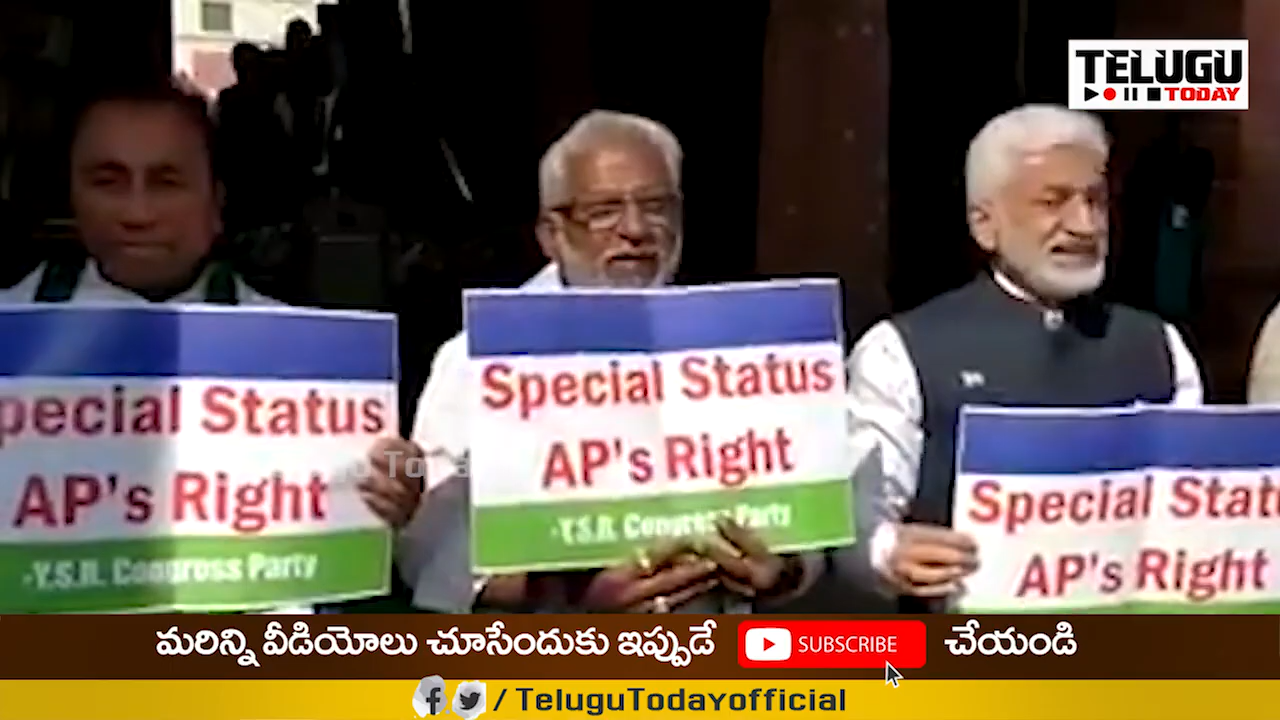 TELUGU
TODAY
Special Status
AP's Right
-Y.S.R. Congress Party
pecial Status
AP's Right
-Y.S.R. Congress Party
Special Stat
AP's Right
మరిన్ని వీడియోలు చూసేందుకు ఇప్పుడే SUBSCRIBE చేయండి
/ TeluguTodayofficial